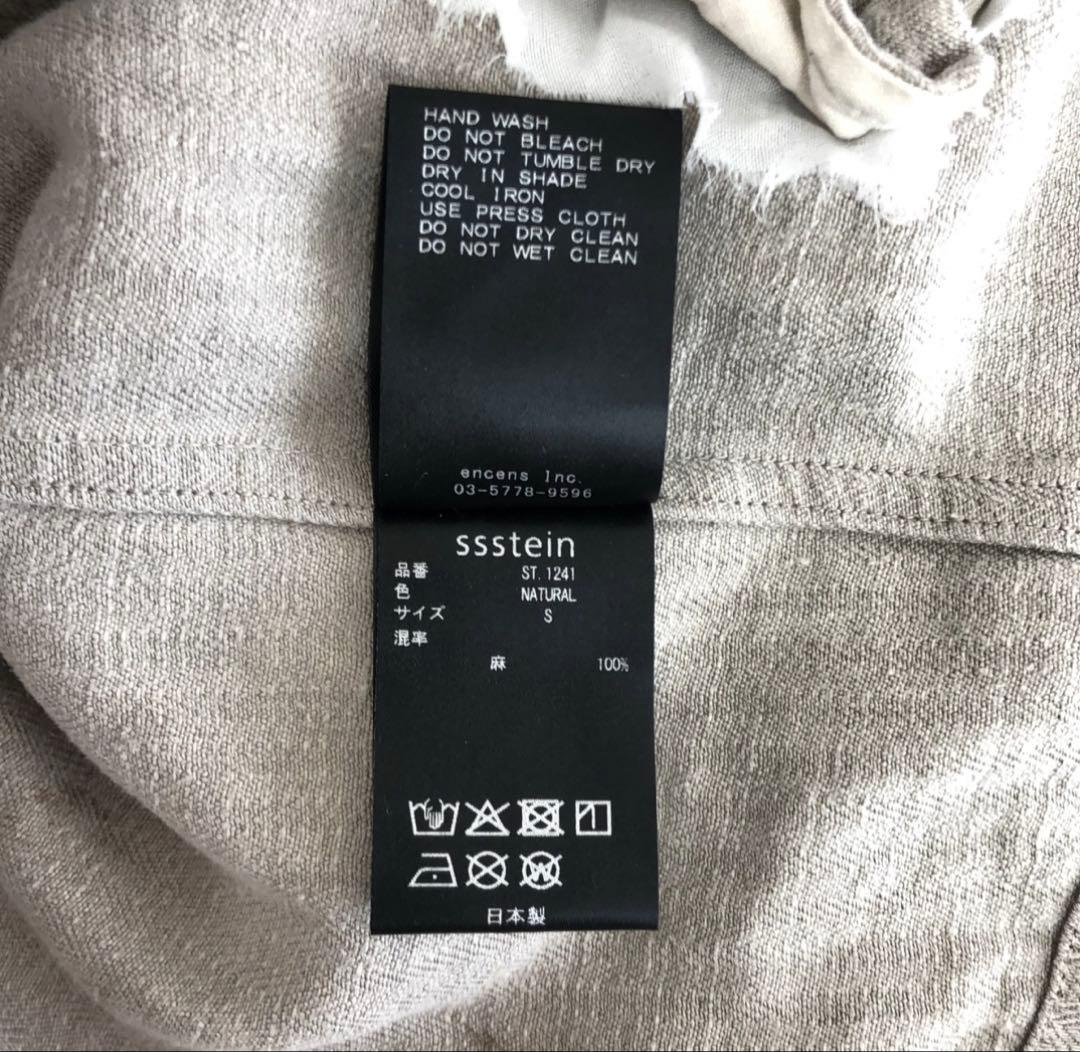 HAND WASH
DO NOT BLEACH
DO NOT TUMBLE DRY
DRY IN SHADE
COOL IRON
USE PRESS CLOTH
DO NOT DRY CLEAN
DO NOT WET CLEAN
encens Inc.
03-5778-9596
ssstein
品番 ST. 1241
色 NATURAL
サイズ S
混率
麻 100%
W
日本製